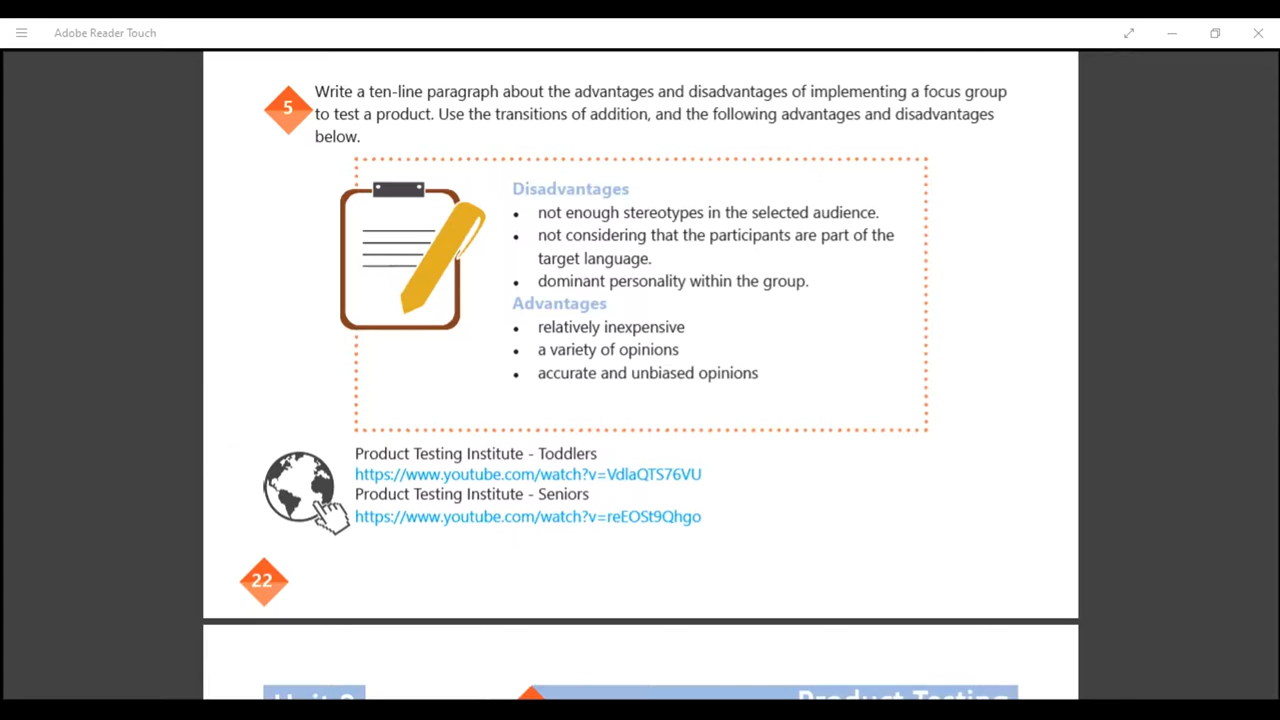 Adobe Reader Touch
5
Write a ten-line paragraph about the advantages and disadvantages of implementing a focus group
to test a product. Use the transitions of addition, and the following advantages and disadvantages
below.
Disadvantages
• not enough stereotypes in the selected audience.
• not considering that the participants are part of the
target language.
• dominant personality within the group.
Advantages
• relatively inexpensive
• a variety of opinions
• accurate and unbiased opinions
Product Testing Institute - Toddlers
https://www.youtube.com/watch?v=VdlaQTS76VU
Product Testing Institute - Seniors
https://www.youtube.com/watch?v=reEOSt9Qhgo
22
Product Testing